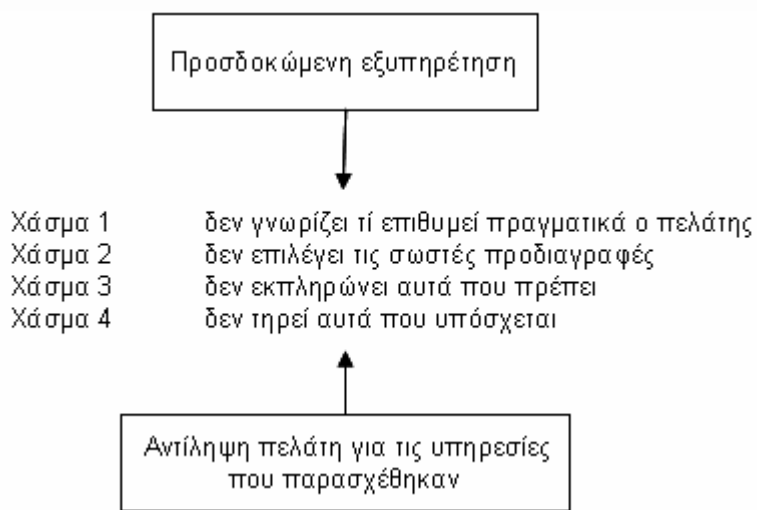 Προσδοκώμενη εξυπηρέτηση
Χάσμα 1 δεν γνωρίζει τί επιθυμεί πραγματικά ο πελάτης
Χάσμα 2 δεν επιλέγει τις σωστές προδιαγραφές
Χάσμα 3 δεν εκπληρώνει αυτά που πρέπει
Χάσμα 4 δεν τηρεί αυτά που υπόσχεται
Αντίληψη πελάτη για τις υπηρεσίες
που παρασχέθηκαν